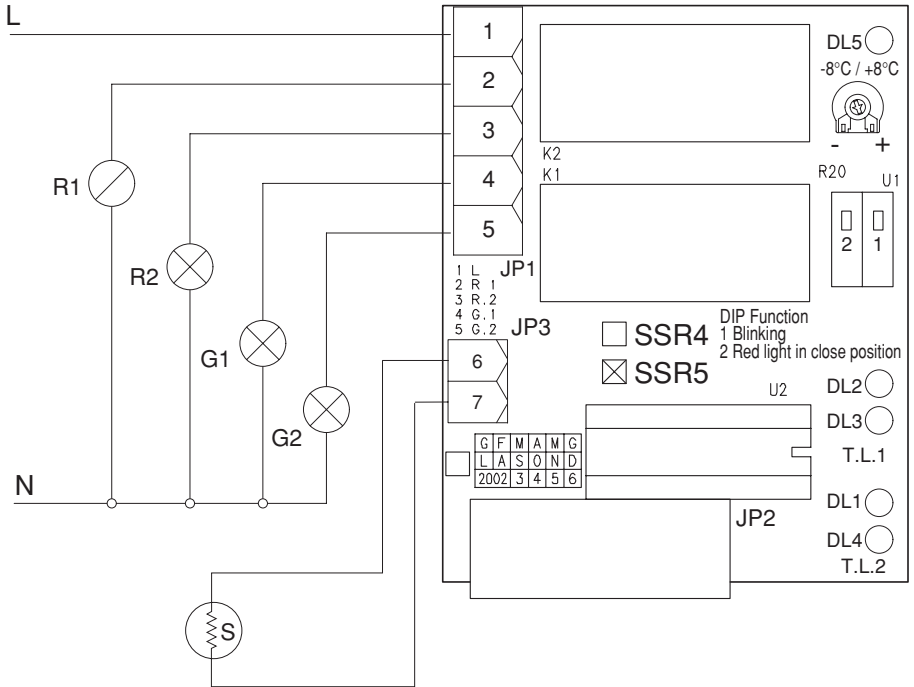 L
1
2
3
4
5
R1
R2
G1
G2
N
S
DL5
-8°C / +8°C
- +
K2
K1
R20
U1
2 1
JP1
1 L
2 R 1
3 R.2
4 G.1
5 G.2
JP3
6
7
SSR4
SSR5
DIP Function
1 Blinking
2 Red light in close position
U2
DL2
DL3
T.L.1
G F M A M G
L A S O N D
2002 3 4 5 6
JP2
DL1
DL4
T.L.2